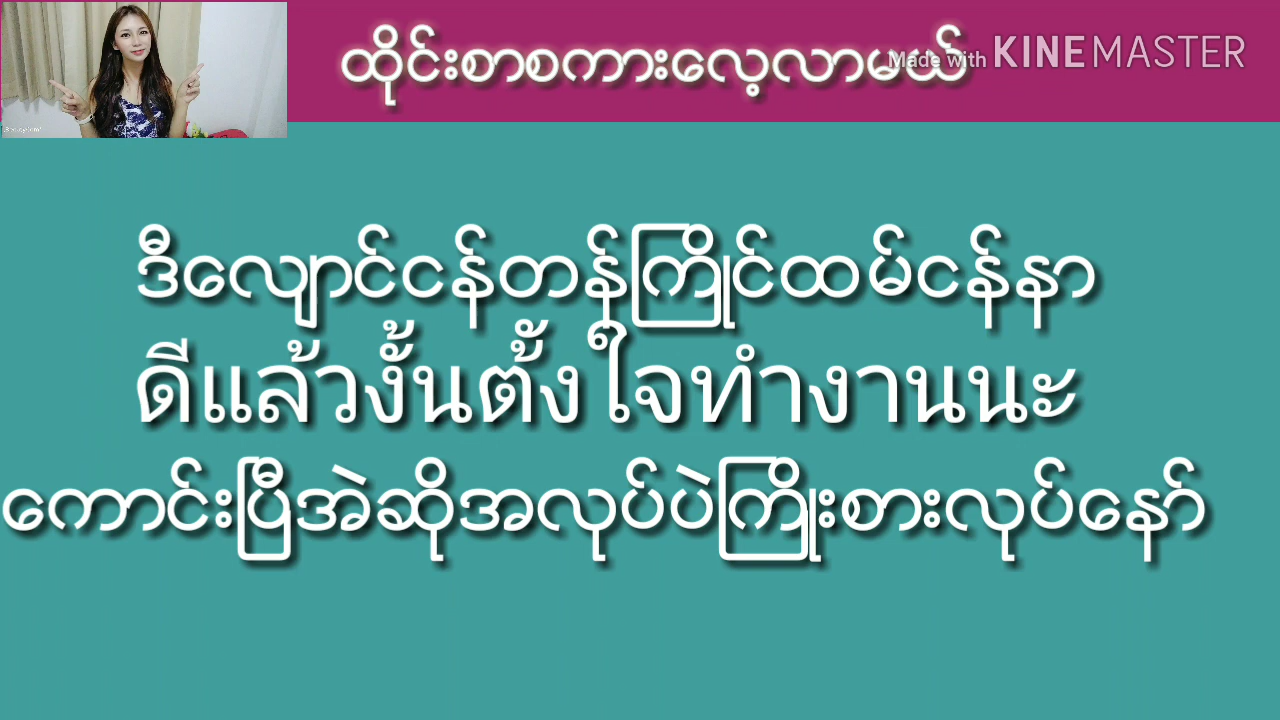 ထိုင်းစာစကားလေ့လာမယ်
Made with KINEMASTER
ဒီလျောင်ငန်တန့်ကြိုင်ထမ်ငန်နာ
ดีแล้วงั้นตั้งใจทำงานนะ
ကောင်းပြီအဲဆိုအလုပ်ပဲကြိုးစားလုပ်နော်